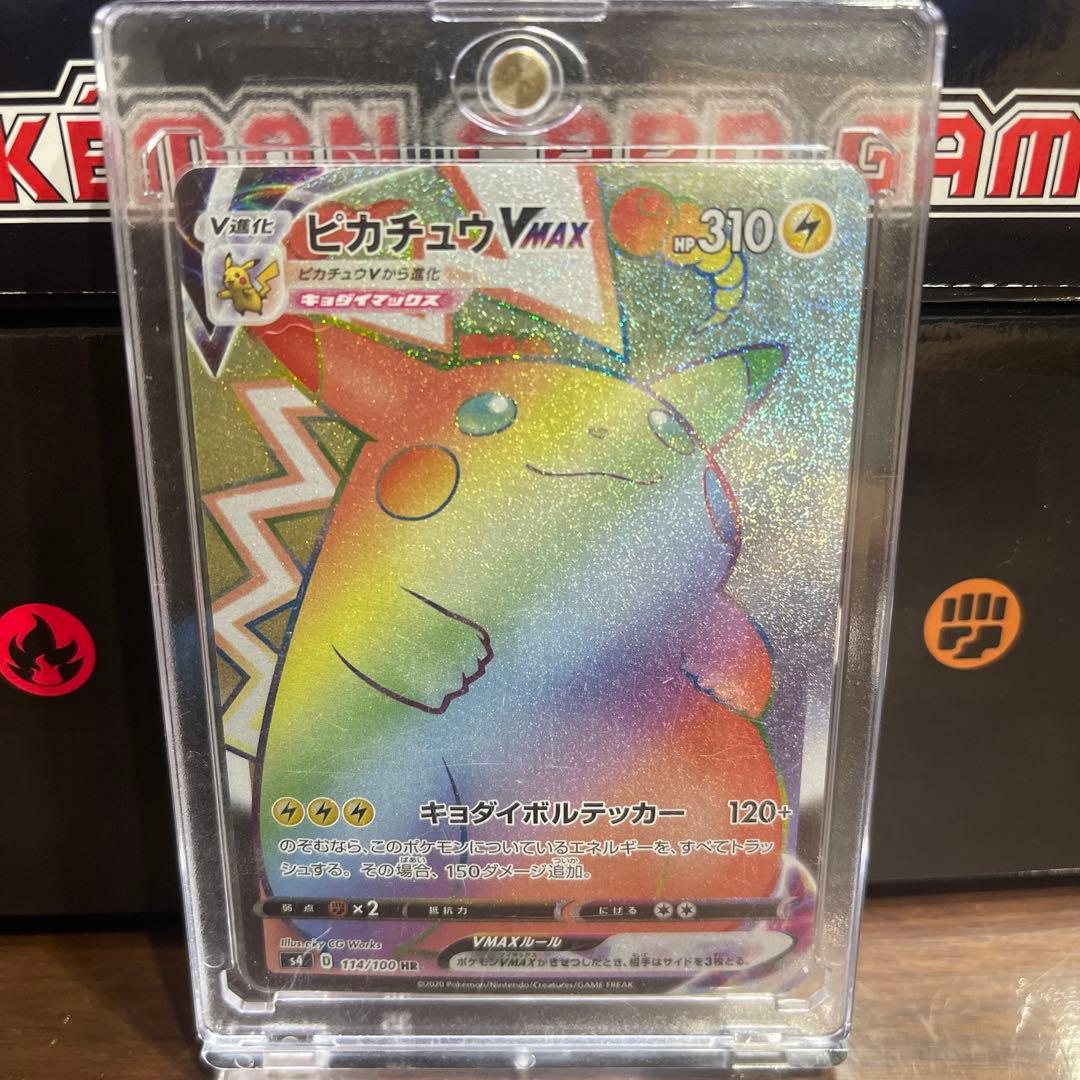 POKÉMON CARD GAME
V進化
ピカチュウVMAX
HP310
ピカチュウVから進化
キョダイマックス
キョダイボルテッカー 120+
のぞむなら、このポケモンについているエネルギーを、すべてトラッ
シュする。その場合、150ダメージ追加。
弱点 ×2 抵抗力 にげる
Illus. aky CG Works
VMAXルール
s4 D 114/100 HR
ポケモンVMAXがきぜつしたとき、相手はサイドを3枚とる。
©2020 Pokémon/Nintendo/Creatures/GAME FREAK